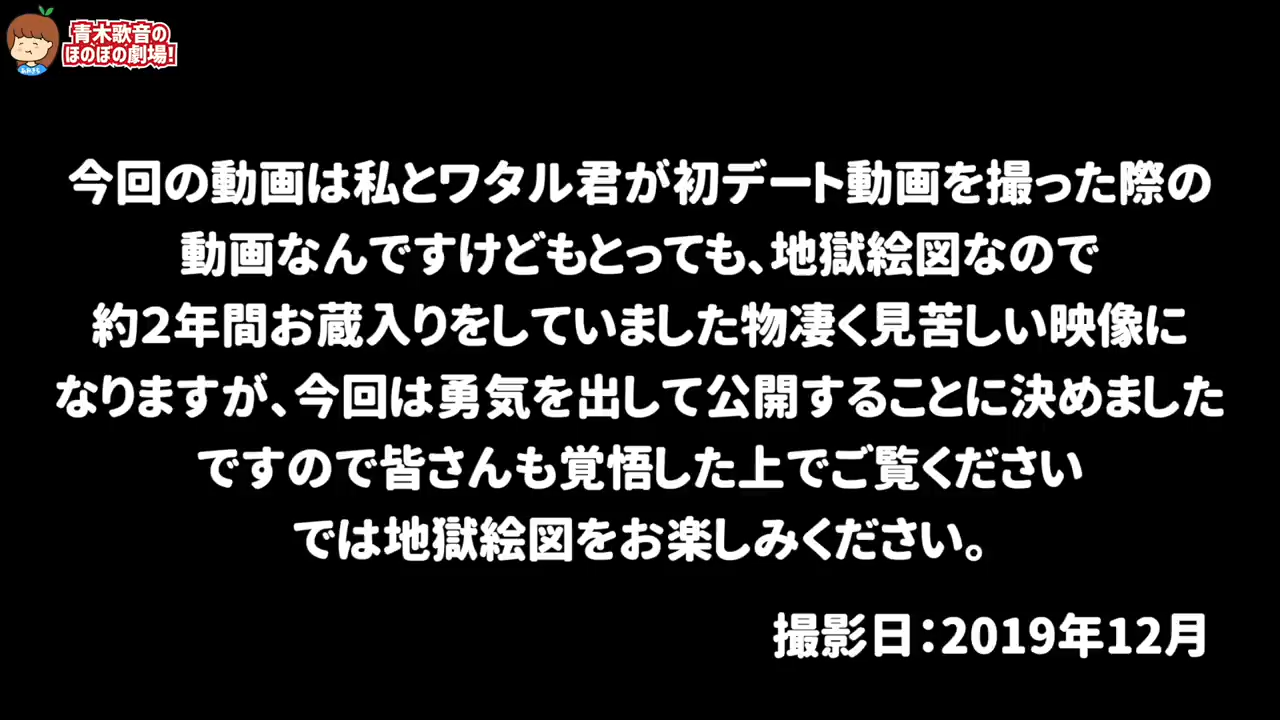 青木歌音の
ほのぼの劇場!
今回の動画は私とワタル君が初デート動画を撮った際の
動画なんですけどもとっても、地獄絵図なので
約2年間お蔵入りをしていました物凄く見苦しい映像に
なりますが、今回は勇気を出して公開することに決めました
ですので皆さんも覚悟した上でご覧ください
では地獄絵図をお楽しみください。
撮影日：2019年12月